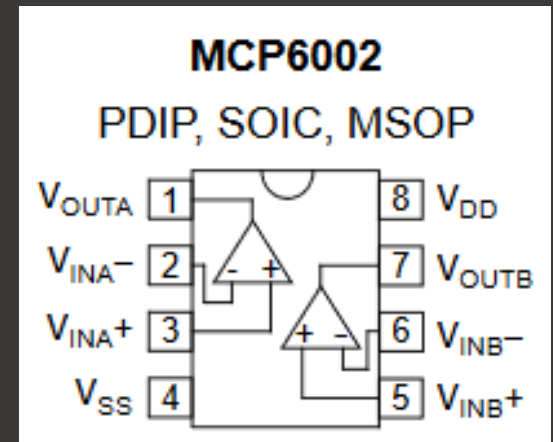 MCP6002
PDIP, SOIC, MSOP
VOUTA 1 8 VDD
VINA– 2 7 VOUTB
- +
VINA+ 3 + - 6 VINB–
VSS 4 5 VINB+